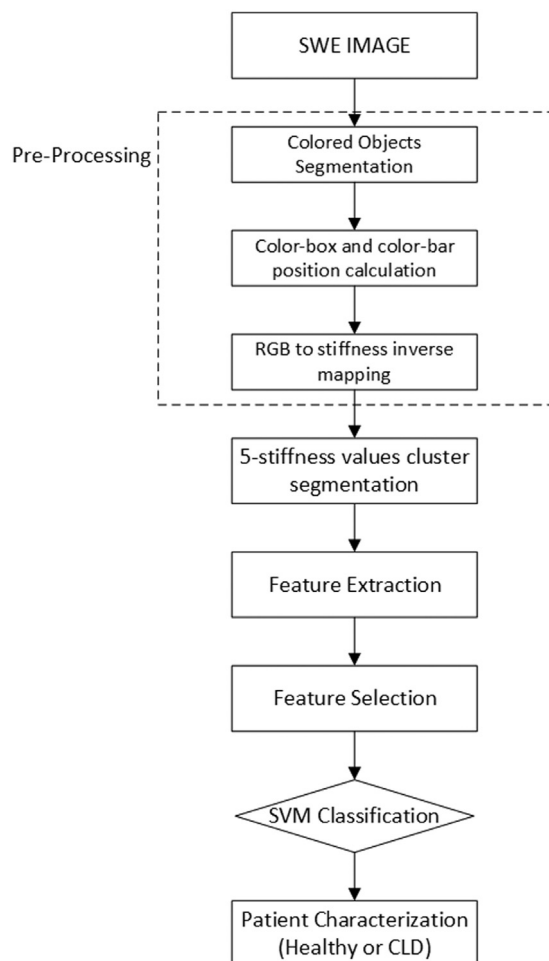 SWE IMAGE
Pre-Processing
Colored Objects
Segmentation
Color-box and color-bar
position calculation
RGB to stiffness inverse
mapping
5-stiffness values cluster
segmentation
Feature Extraction
Feature Selection
SVM Classification
Patient Characterization
(Healthy or CLD)